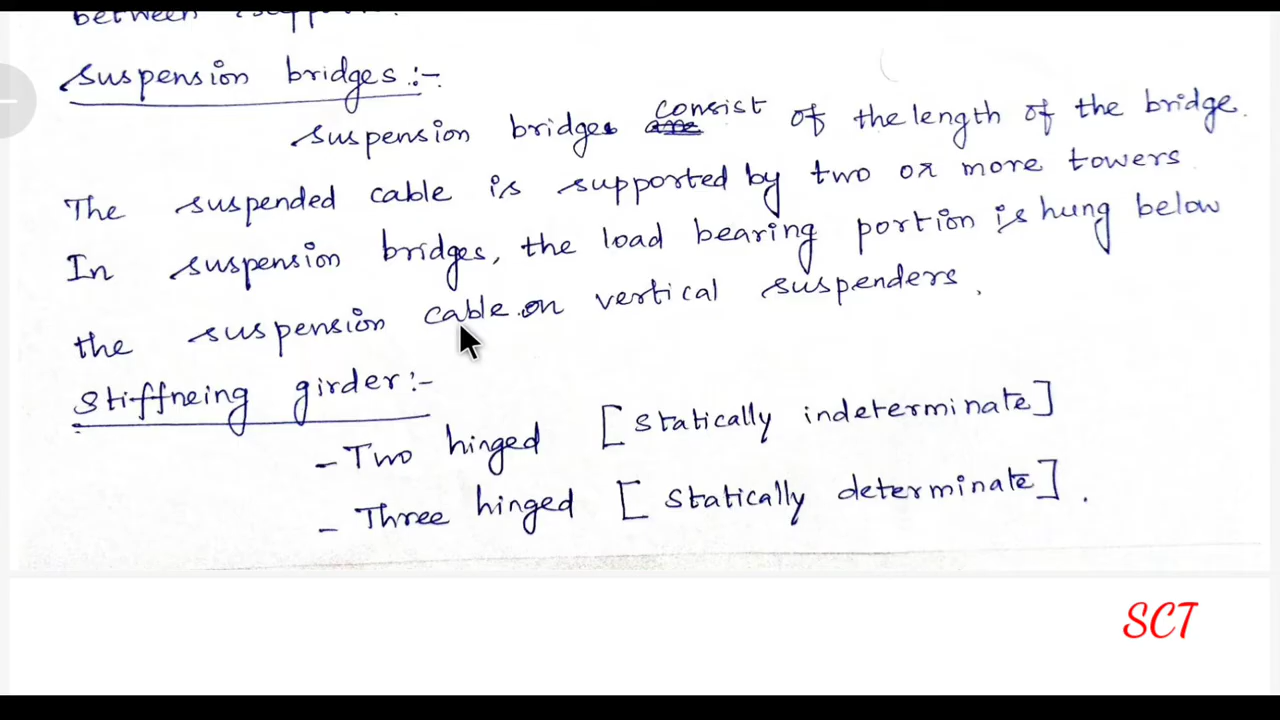 between
suspension bridges:-
suspension bridges consist of the length of the bridge.
The suspended cable is supported by two or more towers
In suspension bridges, the load bearing portion is hung below
the suspension cable on vertical suspenders.
stiffneing girder:-
- Two hinged [statically indeterminate]
- Three hinged [statically determinate].
SCT